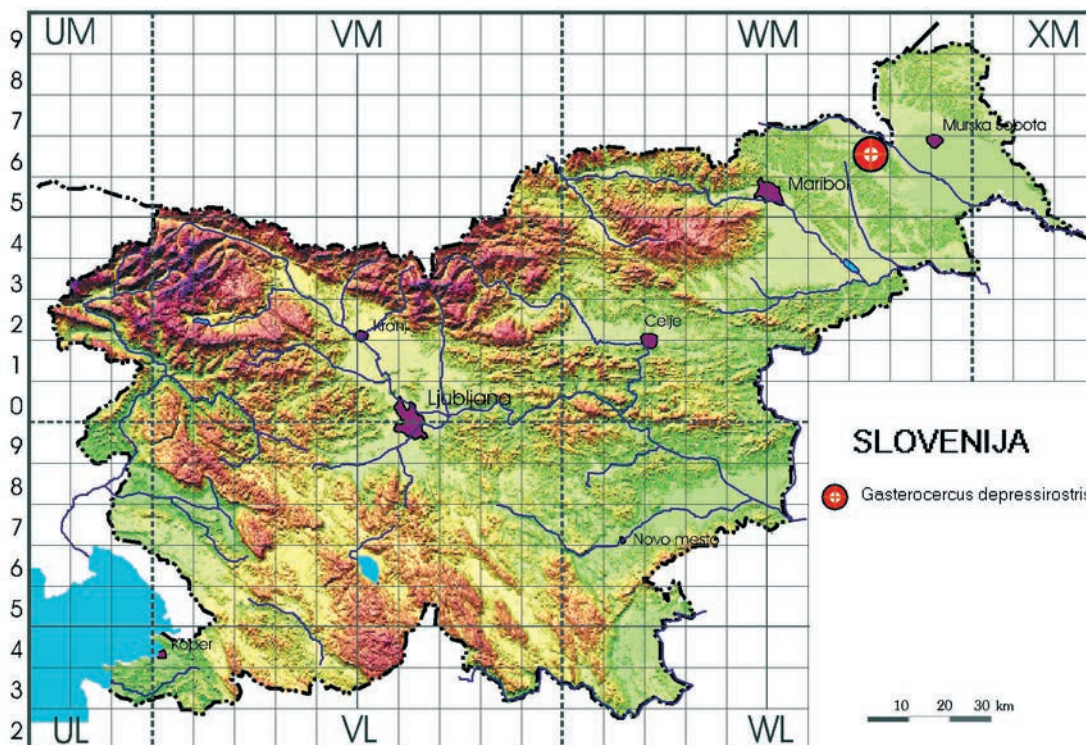 UM VM WM XM
9
8
7
6
5
4
3
2
1
0
9
8
7
6
5
4
3
2
Murska sobota
Maribor
Kranj
Celje
Ljubljana
SLOVENIJA
Gasterocercus depressirostris
Novo mesto
Koper
10 20 30 km
UL VL WL